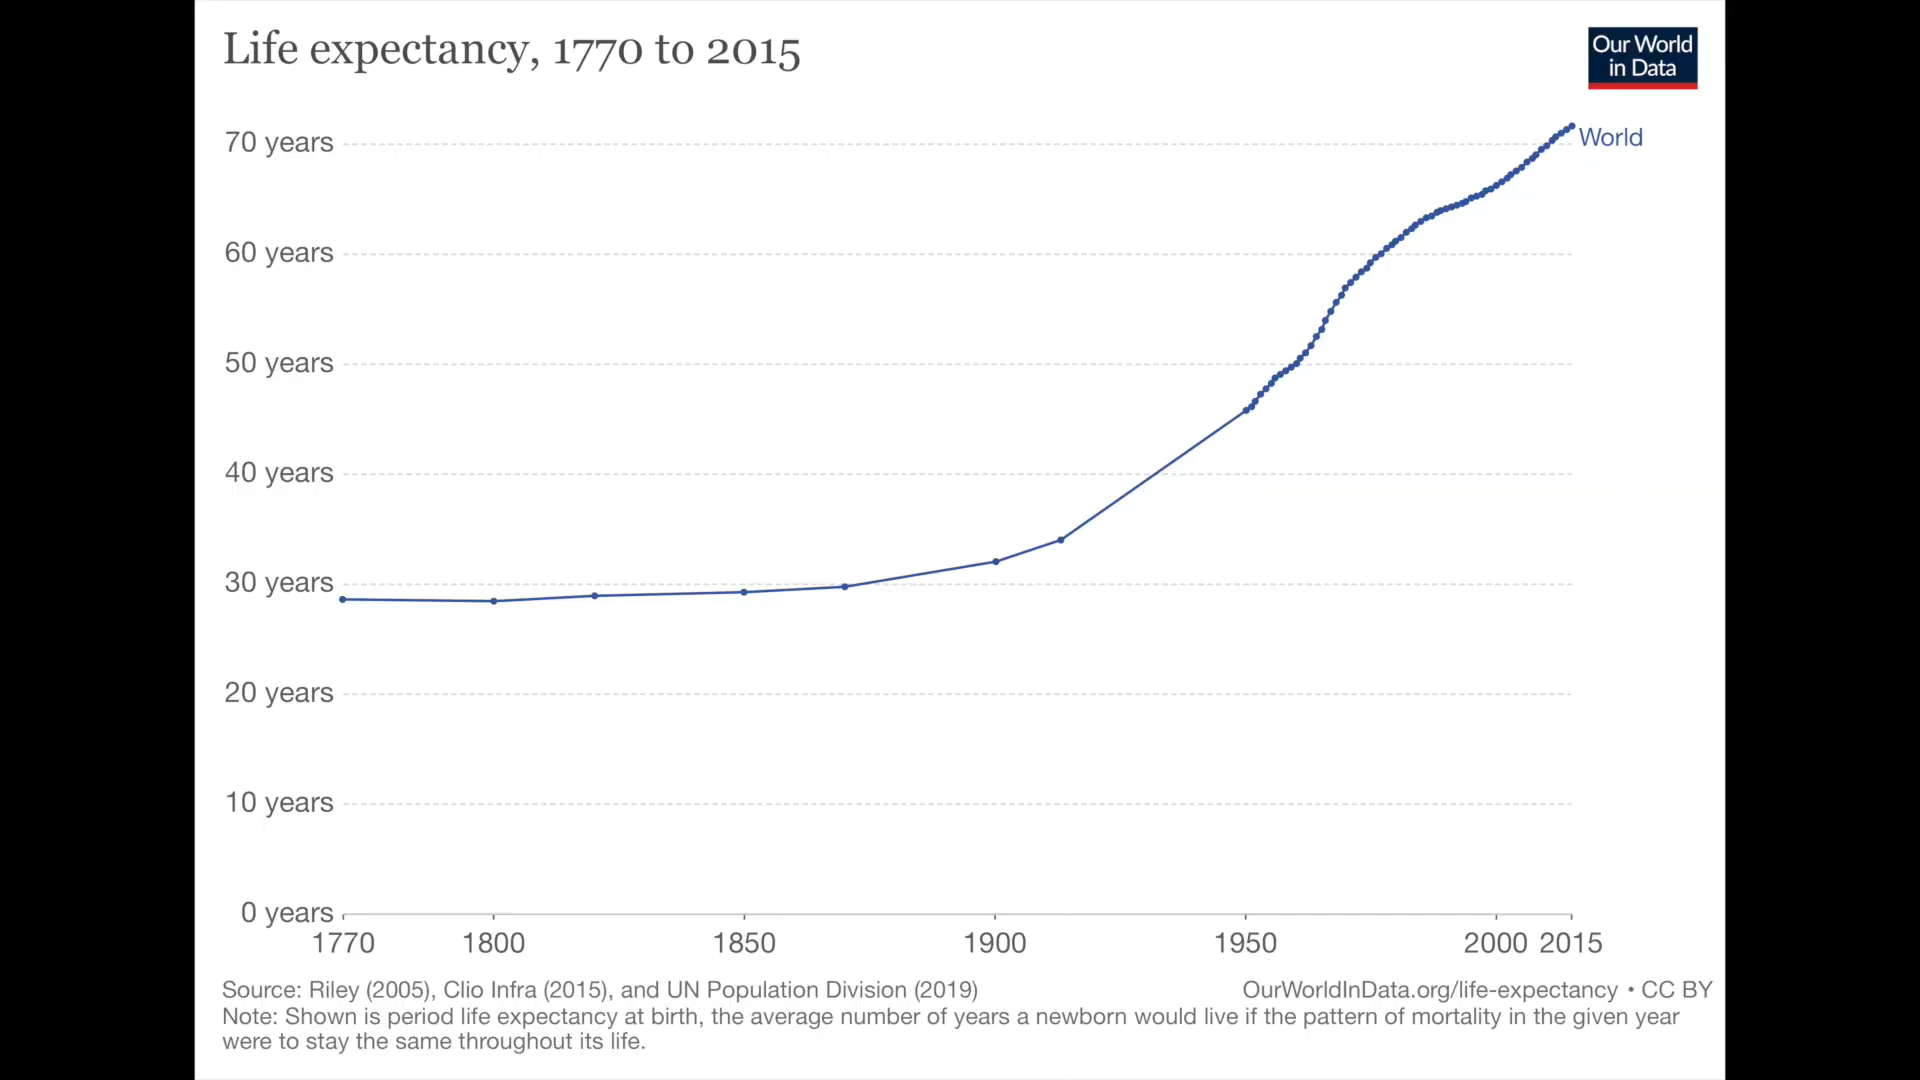 Life expectancy, 1770 to 2015
Our World
in Data
70 years
World
60 years
50 years
40 years
30 years
20 years
10 years
0 years
1770 1800 1850 1900 1950 2000 2015
Source: Riley (2005), Clio Infra (2015), and UN Population Division (2019)
OurWorldInData.org/life-expectancy • CC BY
Note: Shown is period life expectancy at birth, the average number of years a newborn would live if the pattern of mortality in the given year
were to stay the same throughout its life.